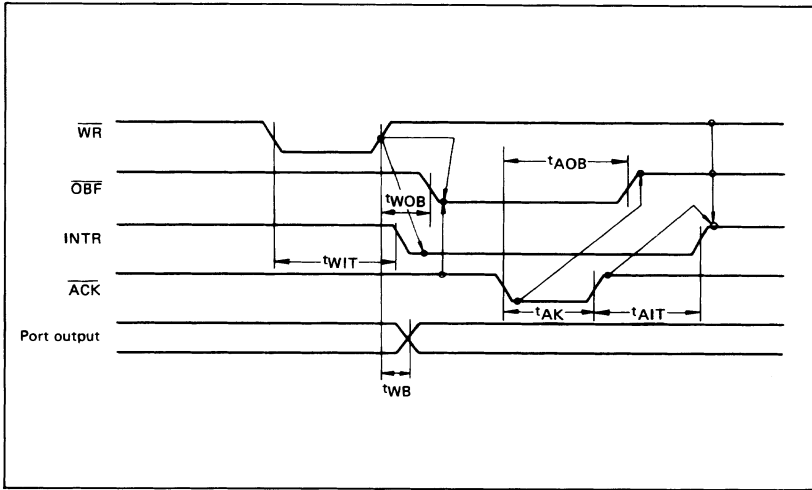 WR
tAOB
OBF
tWOB
INTR
tWIT
ACK
tAK
tAIT
Port output
tWB